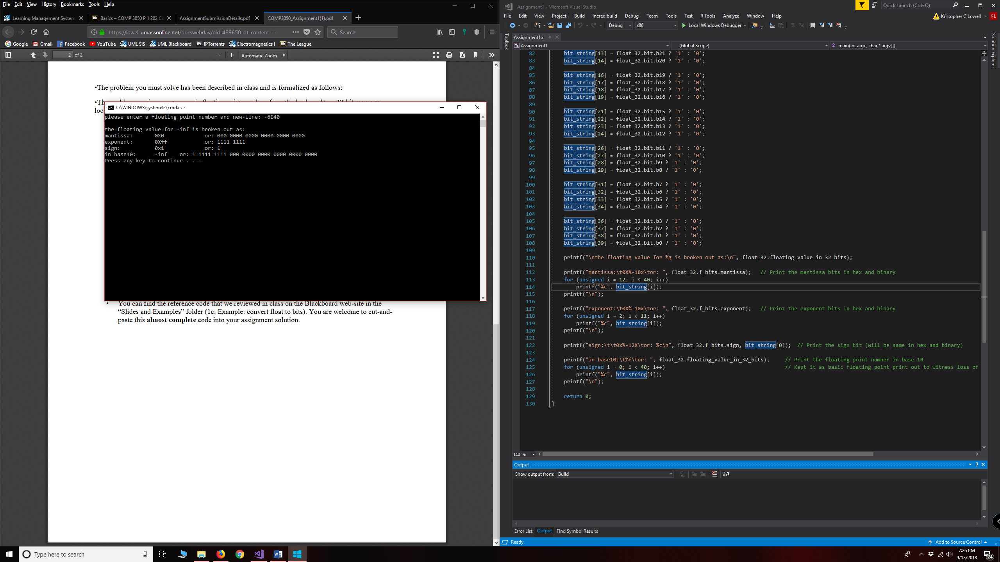 File Edit View History Bookmarks Tools Help
Learning Management System
Basics – COMP 3050 P 1 202 Co
AssignmentSubmissionDetails.pdf
COMP3050_Assignment1(1).pdf
https://lowell.umassonline.net/bbcswebdav/pid-489650-dt-content-rid
Search
Google Gmail Facebook YouTube UML SiS UML Blackboard IPTorrents Electromagnetics I The League
2 of 2
Automatic Zoom
•The problem you must solve has been described in class and is formalized as follows:
C:\WINDOWS\system32\cmd.exe
please enter a floating point number and new-line: -6E40
the floating value for -inf is broken out as:
mantissa: 0X0 or: 000 0000 0000 0000 0000 0000
exponent: 0Xff or: 1111 1111
sign: 0x1 or: 1
in base10: -inf or: 1 1111 1111 000 0000 0000 0000 0000 0000
Press any key to continue . . .
• You can find the reference code that we reviewed in class on the Blackboard web-site in the
“Slides and Examples” folder (1c: Example: convert float to bits). You are welcome to cut-and-
paste this almost complete code into your assignment solution.
Assignment1 - Microsoft Visual Studio
Quick Launch (Ctrl+Q)
File Edit View Project Build Incredibuild Debug Team Tools Test R Tools Analyze Window Help
Kristopher C Lowell KL
Debug x86 Local Windows Debugger
Toolbox
Solution Explorer
Assignment1.c
Assignment1 (Global Scope) main(int argc, char * argv[])
82 bit_string[13] = float_32.bit.b21 ? '1' : '0';
83 bit_string[14] = float_32.bit.b20 ? '1' : '0';
84
85 bit_string[16] = float_32.bit.b19 ? '1' : '0';
86 bit_string[17] = float_32.bit.b18 ? '1' : '0';
87 bit_string[18] = float_32.bit.b17 ? '1' : '0';
88 bit_string[19] = float_32.bit.b16 ? '1' : '0';
89
90 bit_string[21] = float_32.bit.b15 ? '1' : '0';
91 bit_string[22] = float_32.bit.b14 ? '1' : '0';
92 bit_string[23] = float_32.bit.b13 ? '1' : '0';
93 bit_string[24] = float_32.bit.b12 ? '1' : '0';
94
95 bit_string[26] = float_32.bit.b11 ? '1' : '0';
96 bit_string[27] = float_32.bit.b10 ? '1' : '0';
97 bit_string[28] = float_32.bit.b9 ? '1' : '0';
98 bit_string[29] = float_32.bit.b8 ? '1' : '0';
99
100 bit_string[31] = float_32.bit.b7 ? '1' : '0';
101 bit_string[32] = float_32.bit.b6 ? '1' : '0';
102 bit_string[33] = float_32.bit.b5 ? '1' : '0';
103 bit_string[34] = float_32.bit.b4 ? '1' : '0';
104
105 bit_string[36] = float_32.bit.b3 ? '1' : '0';
106 bit_string[37] = float_32.bit.b2 ? '1' : '0';
107 bit_string[38] = float_32.bit.b1 ? '1' : '0';
108 bit_string[39] = float_32.bit.b0 ? '1' : '0';
109
110 printf("\nthe floating value for %g is broken out as:\n", float_32.floating_value_in_32_bits);
111
112 printf("mantissa:\t0X%-10x\tor: ", float_32.f_bits.mantissa); // Print the mantissa bits in hex and binary
113 for (unsigned i = 12; i < 40; i++)
114 printf("%c", bit_string[i]);
115 printf("\n");
116
117 printf("exponent:\t0X%-10x\tor: ", float_32.f_bits.exponent); // Print the exponent bits in hex and binary
118 for (unsigned i = 2; i < 11; i++)
119 printf("%c", bit_string[i]);
120 printf("\n");
121
122 printf("sign:\t\t0x%-12X\tor: %c\n", float_32.f_bits.sign, bit_string[0]); // Print the sign bit (will be same in hex and binary)
123
124 printf("in base10:\t%f\tor: ", float_32.floating_value_in_32_bits); // Print the floating point number in base 10
125 for (unsigned i = 0; i < 40; i++) // Kept it as basic floating point print out to witness loss of
126 printf("%c", bit_string[i]);
127 printf("\n");
128
129 return 0;
130 }
110 %
Output
Show output from: Build
Error List Output Find Symbol Results
Ready
Add to Source Control
Type here to search
7:26 PM
9/13/2018
24